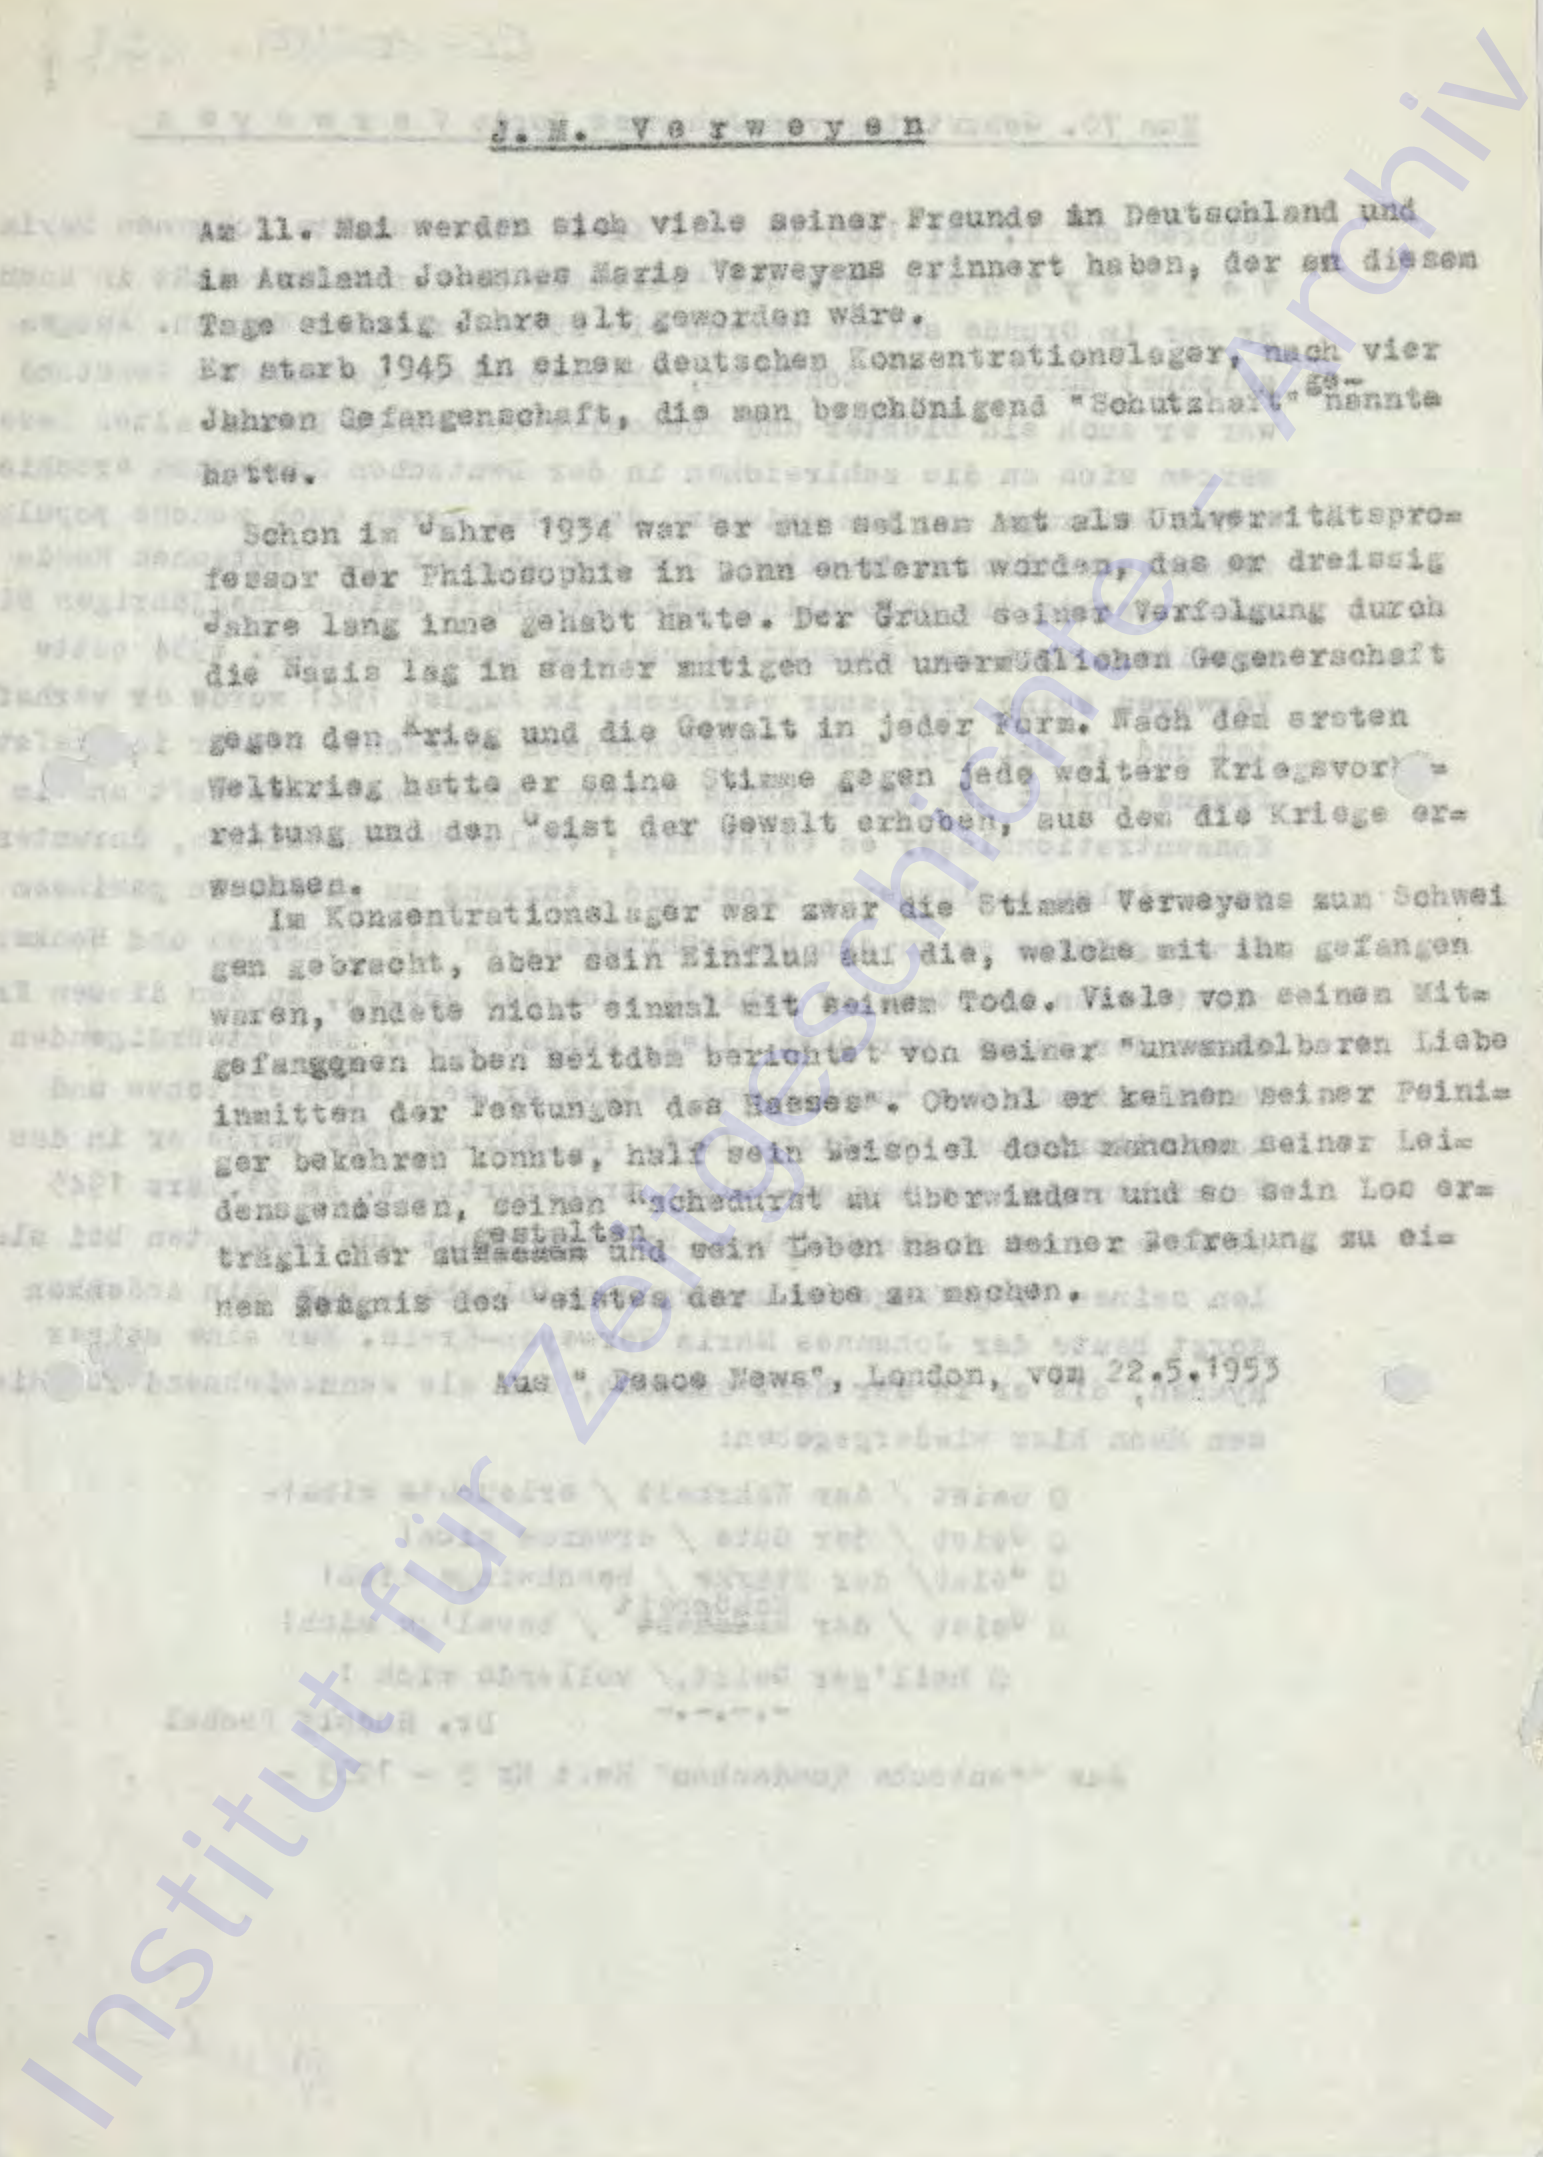 J. M. V e r w e y e n
Am 11. Mai werden sich viele seiner Freunde in Deutschland und
im Ausland Johannes Maria Verweyens erinnert haben, der an diesem
Tage siebzig Jahre alt geworden wäre.
Er starb 1945 in einem deutschen Konzentrationslager, nach vier
Jahren Gefangenschaft, die man beschönigend "Schutzhaft" ge-nannte
hatte.
Schon im Jahre 1934 war er aus seinem Amt als Universitätspro=
fessor der Philosophie in Bonn entfernt worden, das er dreissig
Jahre lang inne gehabt hatte. Der Grund seiner Verfolgung durch
die Nazis lag in seiner mutigen und unermüdlichen Gegenerschaft
gegen den Krieg und die Gewalt in jeder Form. Nach dem ersten
Weltkrieg hatte er seine Stimme gegen jede weitere
reitung und den Geist der Gewalt erhoben, aus dem die Kriege er=
wachsen.
Im Konzentrationslager war zwar die Stimme Verweyens zum Schwei
gen gebracht, aber sein Einfluß auf die, welche mit ihm gefangen
waren, endete nicht einmal mit seinem Tode. Viele von seinen Mit=
gefangenen haben seitdem berichtet von seiner "unwandelbaren Liebe
inmitten der Festungen des Hasses". Obwohl er keinen seiner Peini=
ger bekehren konnte, half sein Beispiel doch manchem seiner Lei=
densgenossen, seinen Rachedurst zu überwinden und so sein Los er=
träglicher zu gestalten und sein Leben nach seiner Befreiung zu ei=
nem Zeugnis des Geistes der Liebe zu machen.
Aus " Peace News", London, vom 22.5.1953
Institut für Zeitgeschichte - Archiv